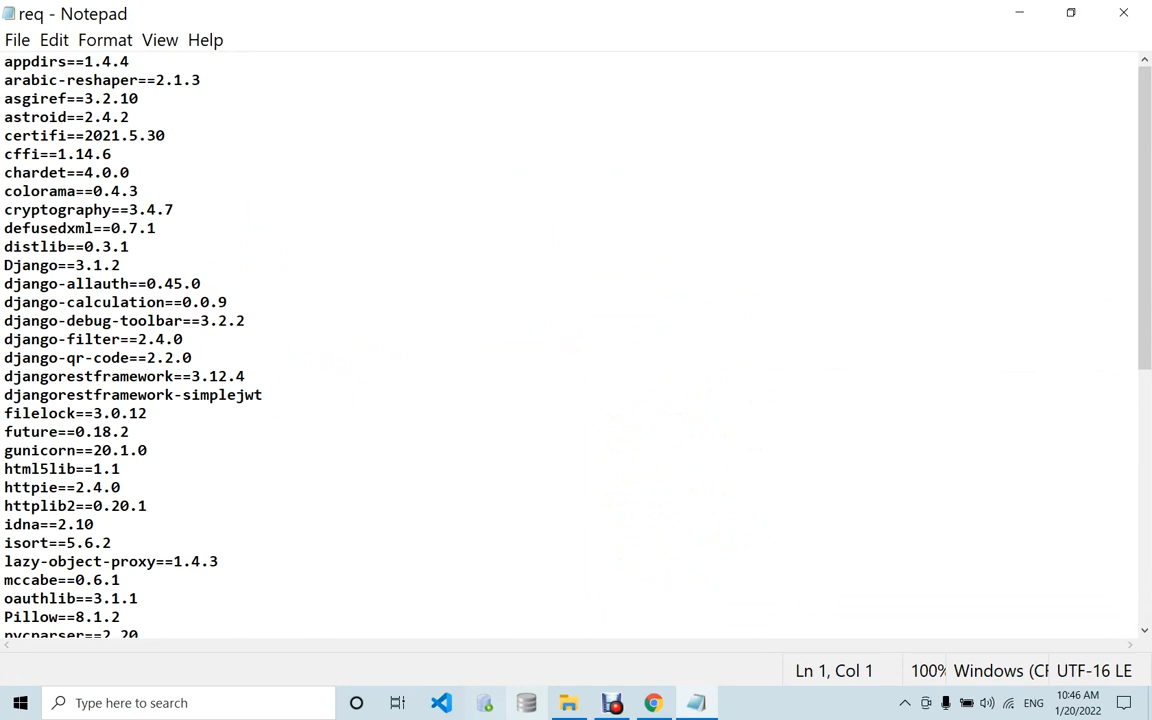 req - Notepad
File Edit Format View Help
appdirs==1.4.4
arabic-reshaper==2.1.3
asgiref==3.2.10
astroid==2.4.2
certifi==2021.5.30
cffi==1.14.6
chardet==4.0.0
colorama==0.4.3
cryptography==3.4.7
defusedxml==0.7.1
distlib==0.3.1
Django==3.1.2
django-allauth==0.45.0
django-calculation==0.0.9
django-debug-toolbar==3.2.2
django-filter==2.4.0
django-qr-code==2.2.0
djangorestframework==3.12.4
djangorestframework-simplejwt
filelock==3.0.12
future==0.18.2
gunicorn==20.1.0
html5lib==1.1
httpie==2.4.0
httplib2==0.20.1
idna==2.10
isort==5.6.2
lazy-object-proxy==1.4.3
mccabe==0.6.1
oauthlib==3.1.1
Pillow==8.1.2
pycparser==2.20
Ln 1, Col 1 100% Windows (CF UTF-16 LE
Type here to search ENG 10:46 AM
1/20/2022